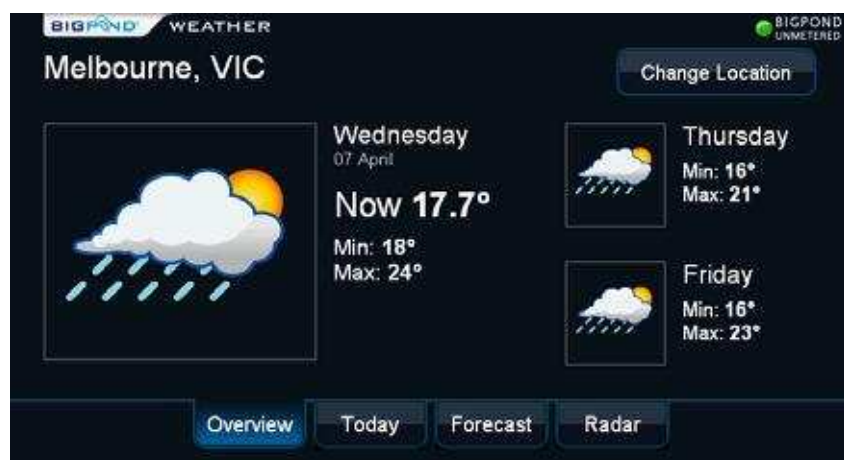 BIGPOND WEATHER
BIGPOND
UNMETERED
Melbourne, VIC
Change Location
Wednesday
07 April
Now 17.7°
Min: 18°
Max: 24°
Thursday
Min: 16°
Max: 21°
Friday
Min: 16°
Max: 23°
Overview Today Forecast Radar